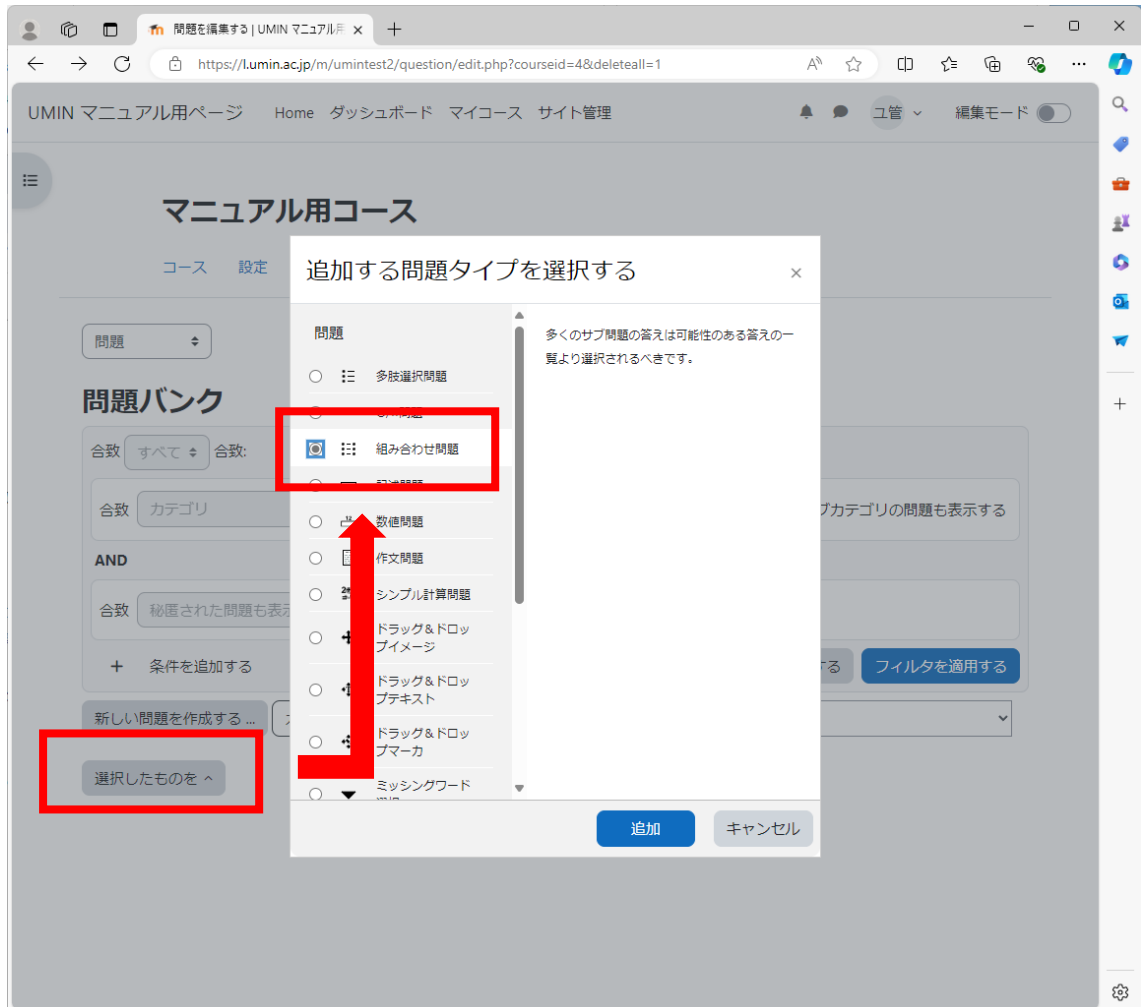 問題を編集する | UMIN マニュアル用
https://l.umin.ac.jp/m/umintest2/question/edit.php?courseid=4&deleteall=1
UMIN マニュアル用ページ Home ダッシュボード マイコース サイト管理 ユ管 編集モード
マニュアル用コース
コース 設定
追加する問題タイプを選択する
問題
問題バンク
合致 すべて 合致:
合致 カテゴリ
ブカテゴリの問題も表示する
AND
合致 秘匿された問題も表示
+ 条件を追加する
する フィルタを適用する
新しい問題を作成する ...
選択したものを
問題
多肢選択問題
組み合わせ問題
数値問題
作文問題
シンプル計算問題
ドラッグ&ドロッ
プイメージ
ドラッグ&ドロッ
プテキスト
ドラッグ&ドロッ
プマーカ
ミッシングワード
多くのサブ問題の答えは可能性のある答えの一
覧より選択されるべきです。
追加 キャンセル